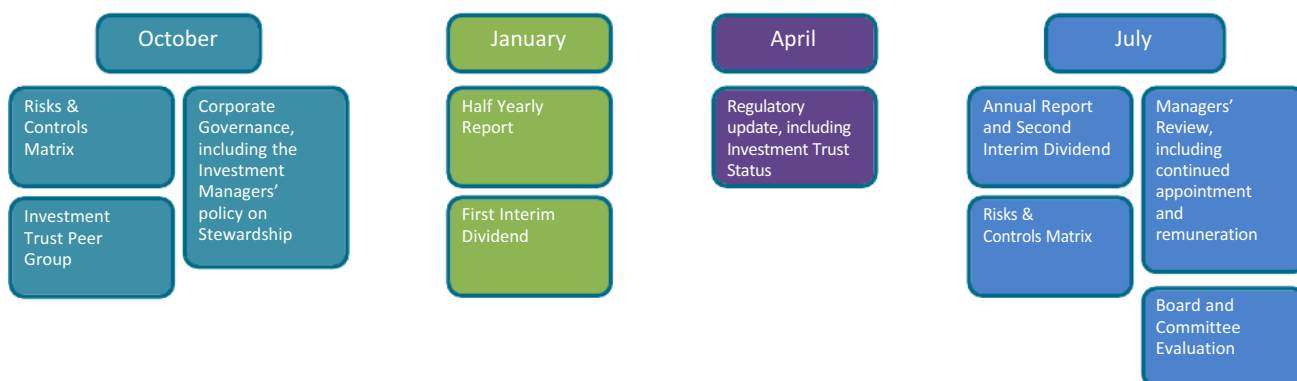 October
Risks &
Controls
Matrix
Investment
Trust Peer
Group
Corporate
Governance,
including the
Investment
Managers’
policy on
Stewardship
January
Half Yearly
Report
First Interim
Dividend
April
Regulatory
update, including
Investment Trust
Status
July
Annual Report
and Second
Interim Dividend
Risks &
Controls Matrix
Managers’
Review,
including
continued
appointment
and
remuneration
Board and
Committee
Evaluation